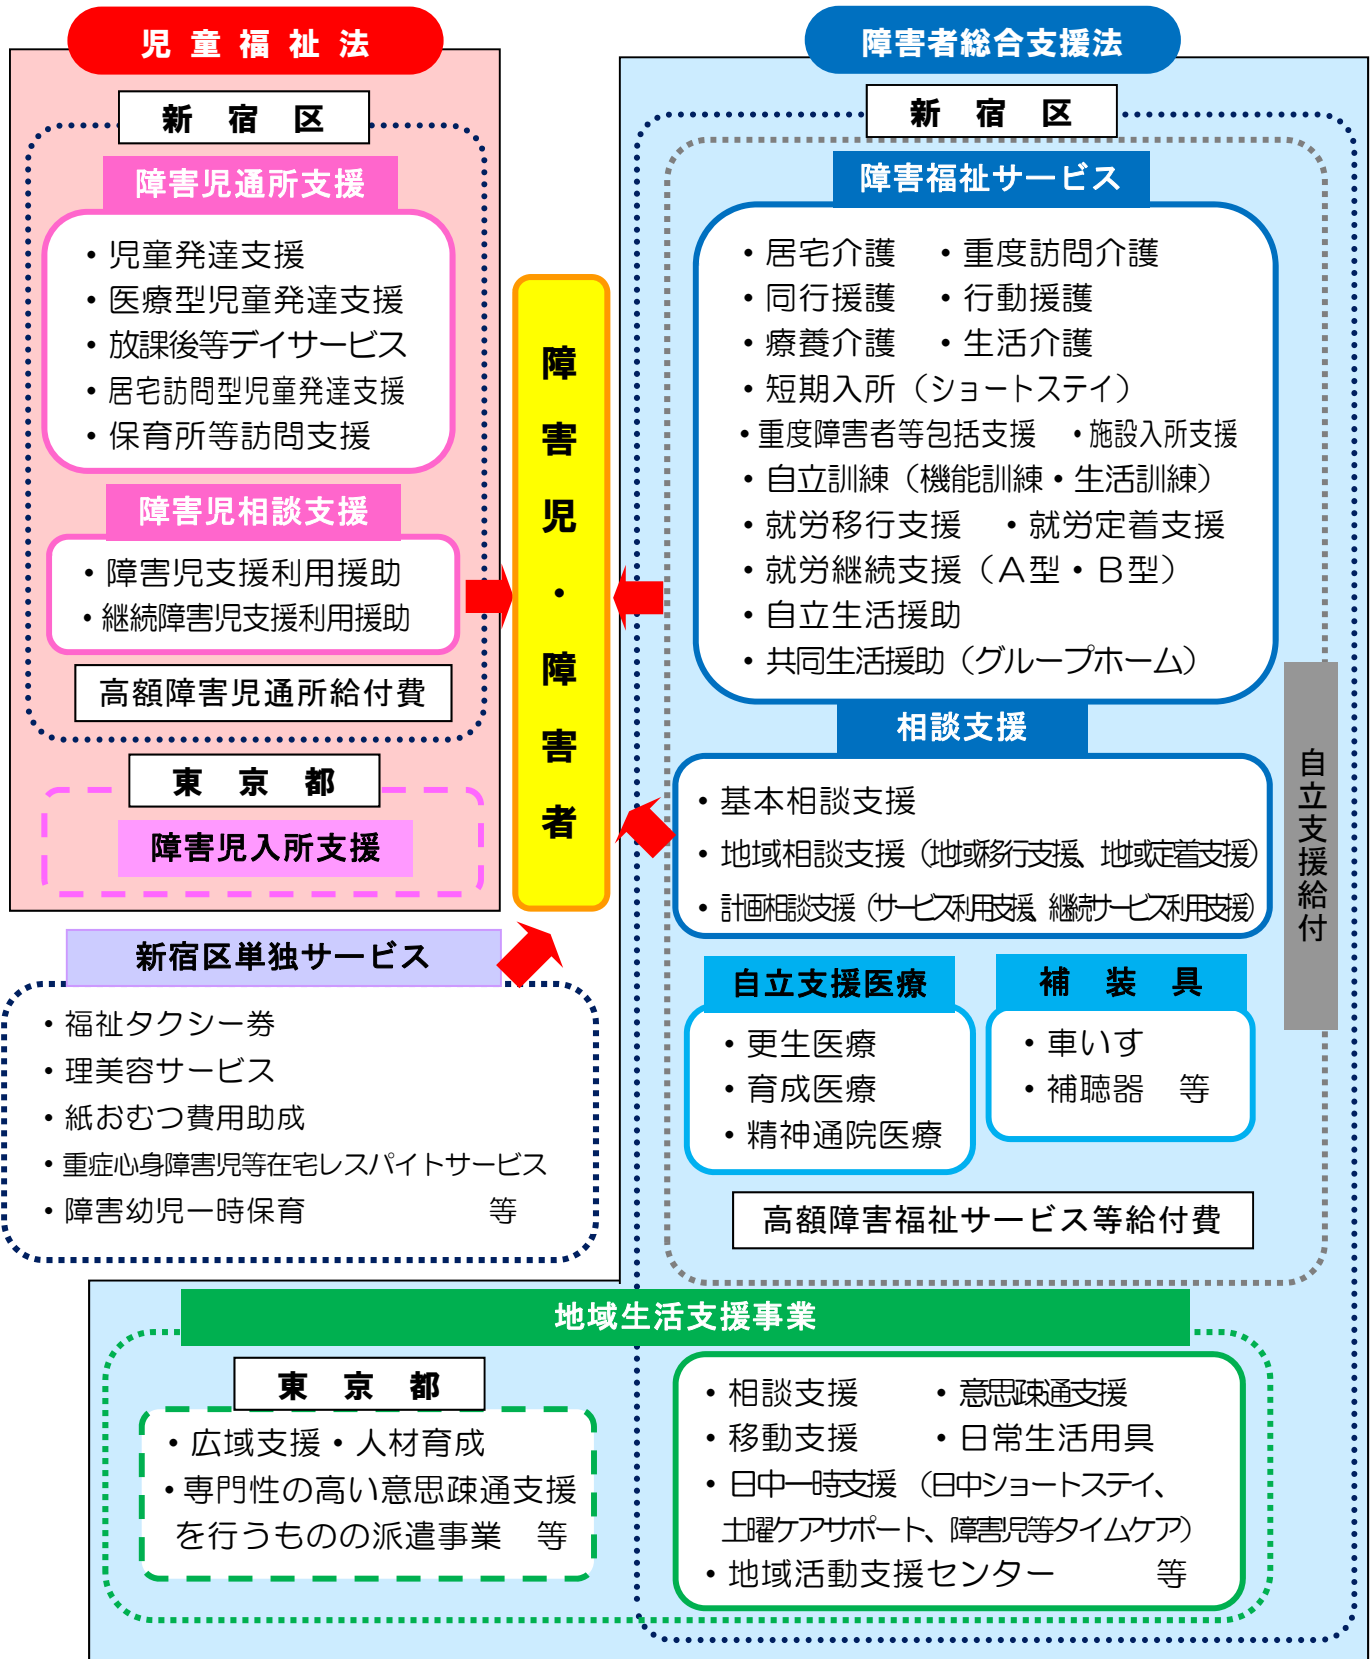 児童福祉法
新宿区
障害児通所支援
・児童発達支援
・医療型児童発達支援
・放課後等デイサービス
・居宅訪問型児童発達支援
・保育所等訪問支援
障害児相談支援
・障害児支援利用援助
・継続障害児支援利用援助
高額障害児通所給付費
東京都
障害児入所支援
障害児・障害者
障害者総合支援法
新宿区
障害福祉サービス
・居宅介護 ・重度訪問介護
・同行援護 ・行動援護
・療養介護 ・生活介護
・短期入所（ショートステイ）
・重度障害者等包括支援 ・施設入所支援
・自立訓練（機能訓練・生活訓練）
・就労移行支援 ・就労定着支援
・就労継続支援（Ａ型・Ｂ型）
・自立生活援助
・共同生活援助（グループホーム）
相談支援
・基本相談支援
・地域相談支援（地域移行支援、地域定着支援）
・計画相談支援（サービス利用支援、継続サービス利用支援）
自立支援医療
・更生医療
・育成医療
・精神通院医療
補装具
・車いす
・補聴器 等
高額障害福祉サービス等給付費
自立支援給付
新宿区単独サービス
・福祉タクシー券
・理美容サービス
・紙おむつ費用助成
・重症心身障害児等在宅レスパイトサービス
・障害幼児一時保育 等
地域生活支援事業
東京都
・広域支援・人材育成
・専門性の高い意思疎通支援
を行うものの派遣事業 等
・相談支援 ・意思疎通支援
・移動支援 ・日常生活用具
・日中一時支援（日中ショートステイ、
土曜ケアサポート、障害児等タイムケア）
・地域活動支援センター 等